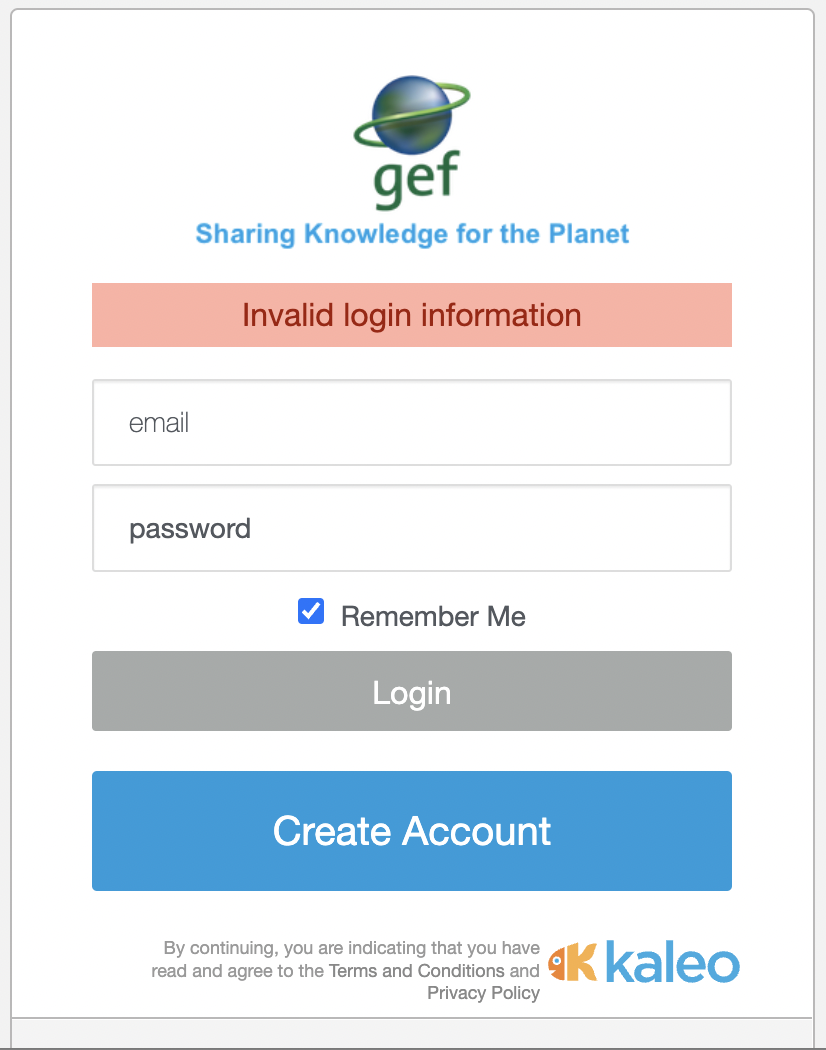 gef
Sharing Knowledge for the Planet
Invalid login information
email
password
Remember Me
Login
Create Account
By continuing, you are indicating that you have
read and agree to the Terms and Conditions and
Privacy Policy
K kaleo